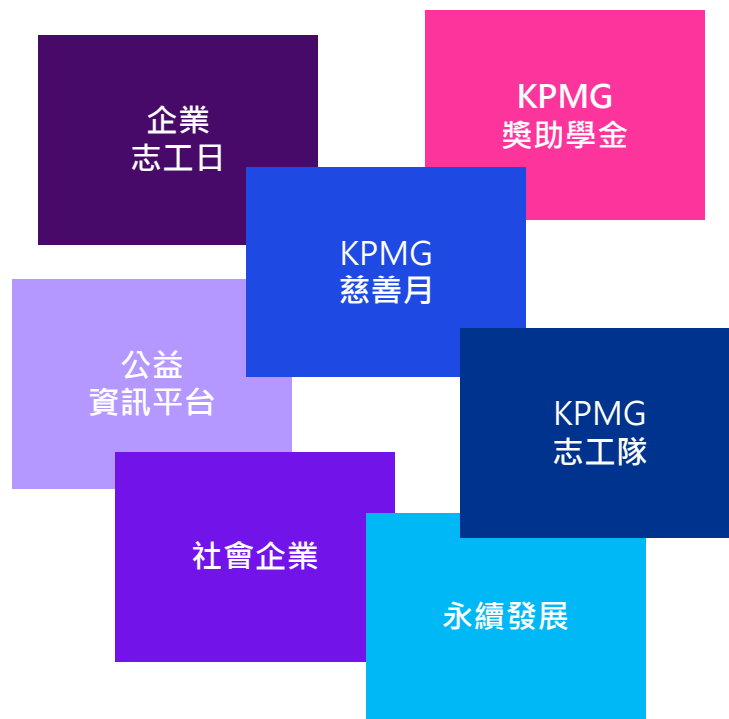 企業
志工日
KPMG
獎助學金
KPMG
慈善月
公益
資訊平台
KPMG
志工隊
社會企業
永續發展